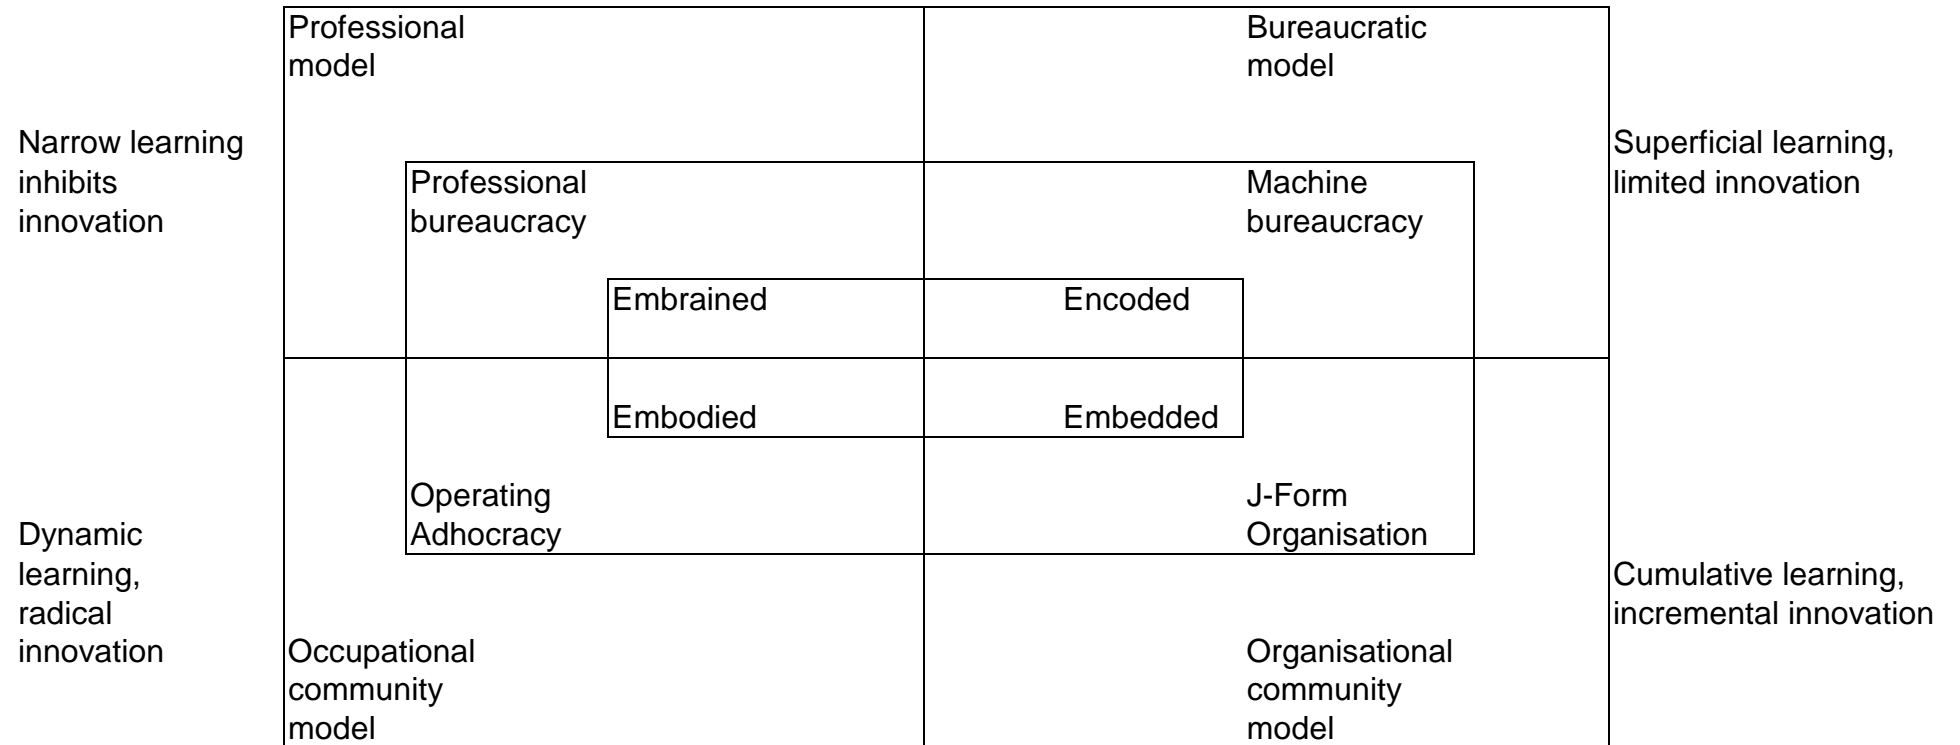 Professional
model
Bureaucratic
model
Narrow learning
inhibits
innovation
Superficial learning,
limited innovation
Professional
bureaucracy
Machine
bureaucracy
Embrained
Encoded
Embodied
Embedded
Operating
Adhocracy
J-Form
Organisation
Dynamic
learning,
radical
innovation
Cumulative learning,
incremental innovation
Occupational
community
model
Organisational
community
model